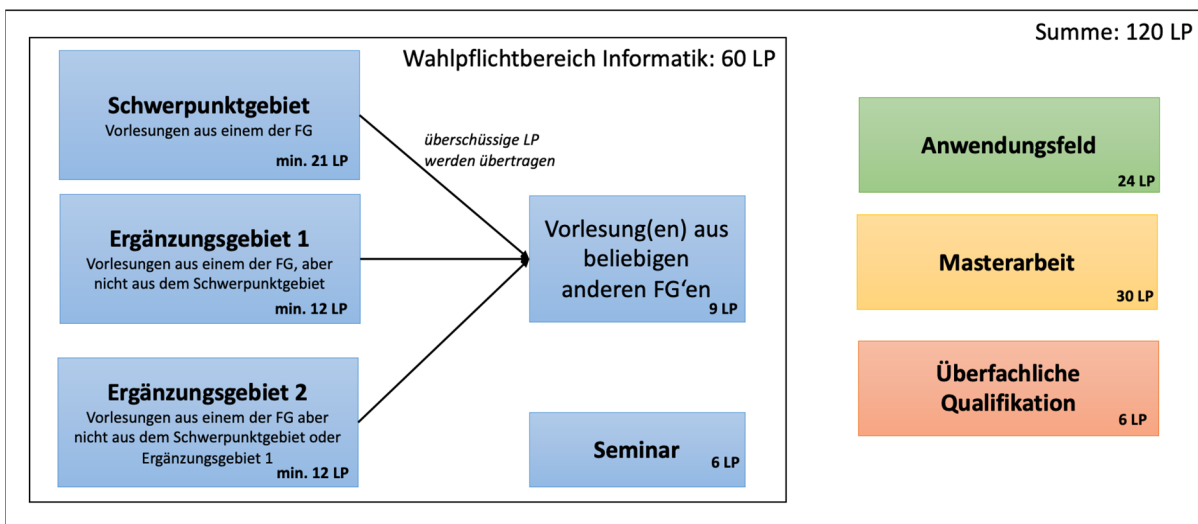 Summe: 120 LP
Wahlpflichtbereich Informatik: 60 LP
Schwerpunktgebiet
Vorlesungen aus einem der FG
min. 21 LP
überschüssige LP
werden übertragen
Ergänzungsgebiet 1
Vorlesungen aus einem der FG, aber
nicht aus dem Schwerpunktgebiet
min. 12 LP
Ergänzungsgebiet 2
Vorlesungen aus einem der FG aber
nicht aus dem Schwerpunktgebiet oder
Ergänzungsgebiet 1
min. 12 LP
Vorlesung(en) aus
beliebigen
anderen FG‘en
9 LP
Seminar
6 LP
Anwendungsfeld
24 LP
Masterarbeit
30 LP
Überfachliche
Qualifikation
6 LP